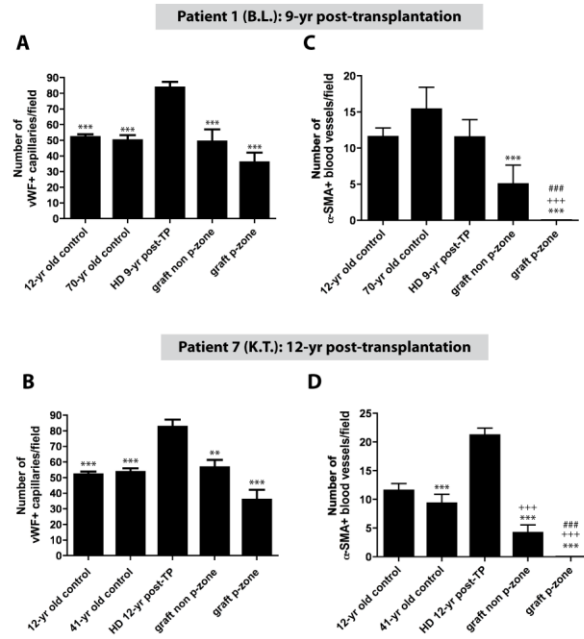 Patient 1 (B.L.): 9-yr post-transplantation
A
Number of
vWF+ capillaries/field
90
80
70
60
50
40
30
20
10
0
***
***
***
***
12-yr old control
70-yr old control
HD 9-yr post-TP
graft non p-zone
graft p-zone
C
Number of
α-SMA+ blood vessels/field
20
15
10
5
0
***
###
+++
***
12-yr old control
70-yr old control
HD 9-yr post-TP
graft non p-zone
graft p-zone
Patient 7 (K.T.): 12-yr post-transplantation
B
Number of
vWF+ capillaries/field
90
80
70
60
50
40
30
20
10
0
***
***
**
***
12-yr old control
41-yr old control
HD 12-yr post-TP
graft non p-zone
graft p-zone
D
Number of
α-SMA+ blood vessels/field
25
20
15
10
5
0
***
+++
***
###
+++
***
12-yr old control
41-yr old control
HD 12-yr post-TP
graft non p-zone
graft p-zone